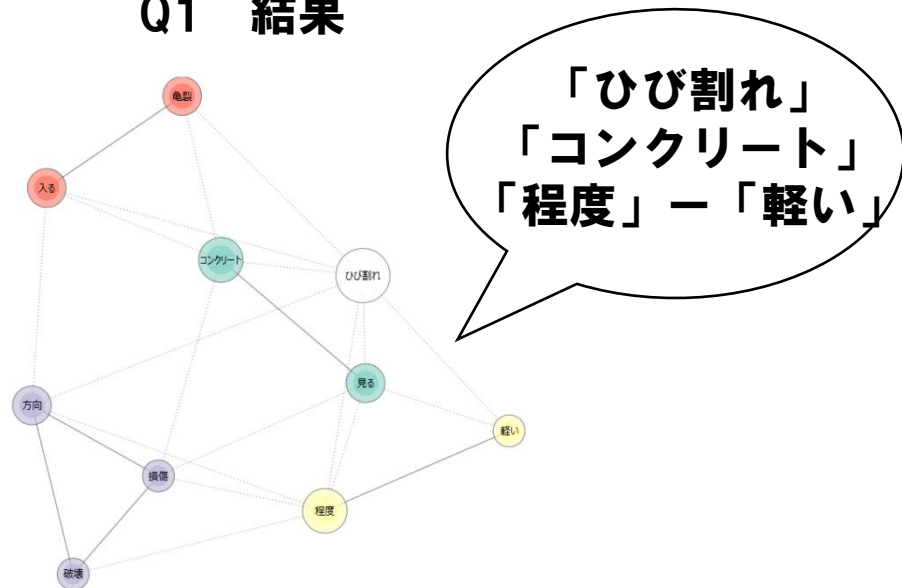 Q1 結果
「ひび割れ」
「コンクリート」
「程度」ー「軽い」
亀裂
入る
コンクリート
ひび割れ
見る
方向
軽い
損傷
程度
破壊